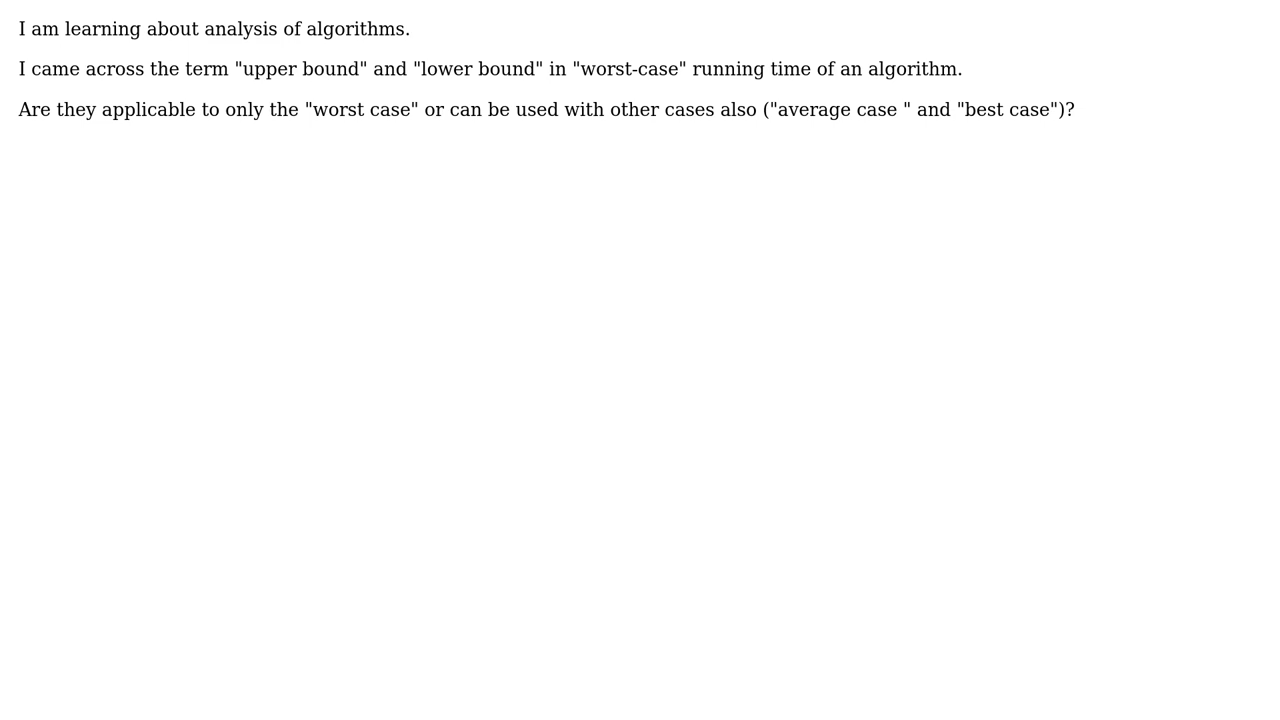 I am learning about analysis of algorithms.
I came across the term "upper bound" and "lower bound" in "worst-case" running time of an algorithm.
Are they applicable to only the "worst case" or can be used with other cases also ("average case " and "best case")?